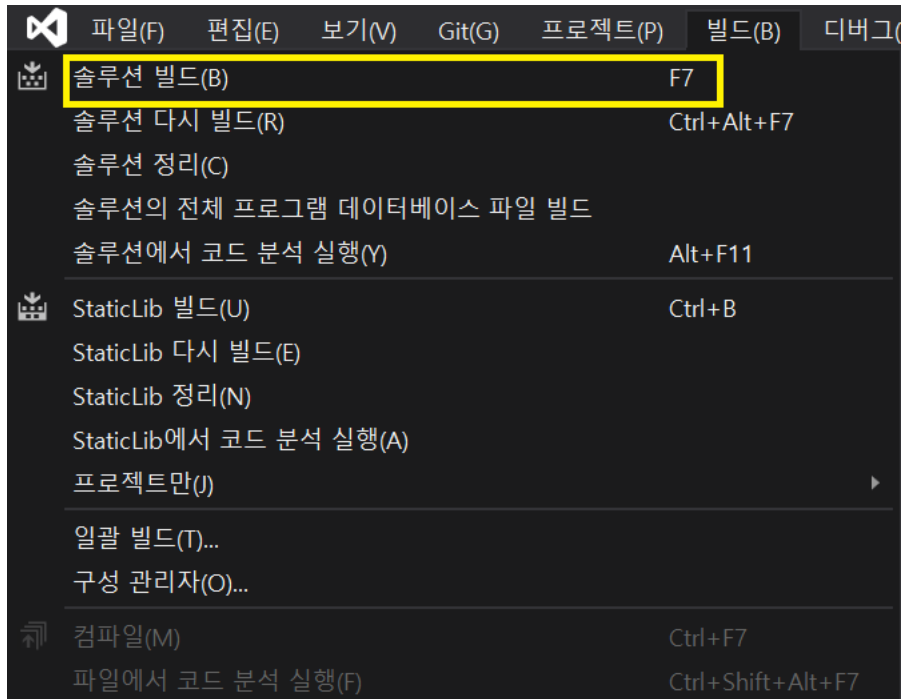 파일(F) 편집(E) 보기(V) Git(G) 프로젝트(P) 빌드(B) 디버그(
솔루션 빌드(B) F7
솔루션 다시 빌드(R) Ctrl+Alt+F7
솔루션 정리(C)
솔루션의 전체 프로그램 데이터베이스 파일 빌드
솔루션에서 코드 분석 실행(Y) Alt+F11
StaticLib 빌드(U) Ctrl+B
StaticLib 다시 빌드(E)
StaticLib 정리(N)
StaticLib에서 코드 분석 실행(A)
프로젝트만(J)
일괄 빌드(T)...
구성 관리자(O)...
컴파일(M) Ctrl+F7
파일에서 코드 분석 실행(F) Ctrl+Shift+Alt+F7